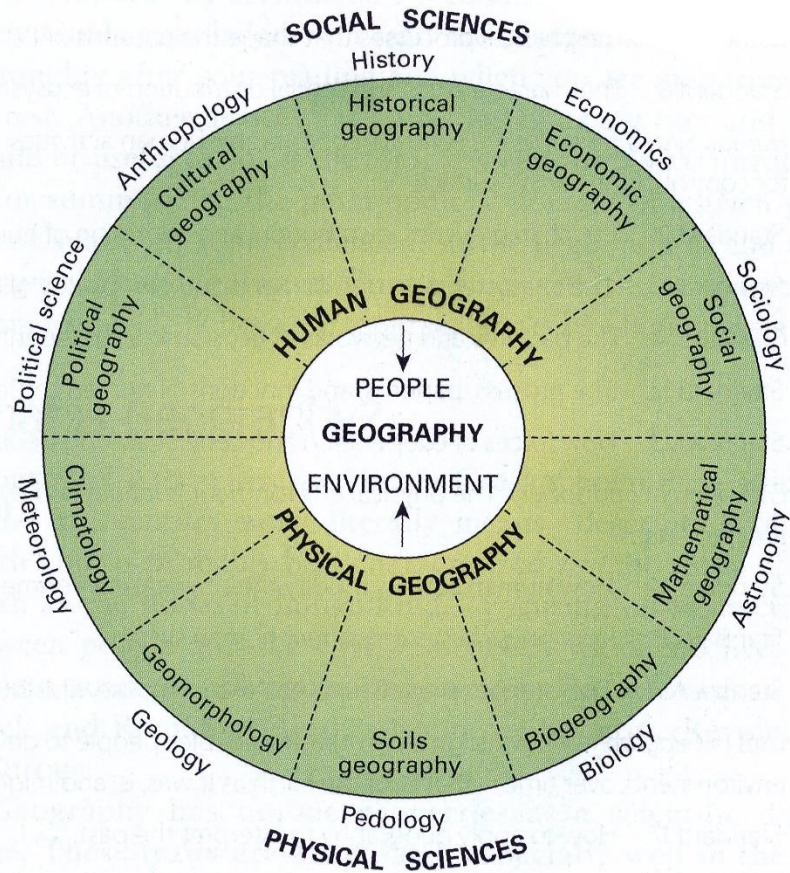 SOCIAL SCIENCES
History
Historical
geography
Anthropology
Cultural
geography
Economics
Economic
geography
Political science
Political
geography
Sociology
Social
geography
HUMAN GEOGRAPHY
PEOPLE
GEOGRAPHY
ENVIRONMENT
PHYSICAL GEOGRAPHY
Meteorology
Climatology
Mathematical
geography
Astronomy
Geomorphology
Geology
Soils
geography
Biogeography
Biology
Pedology
PHYSICAL SCIENCES